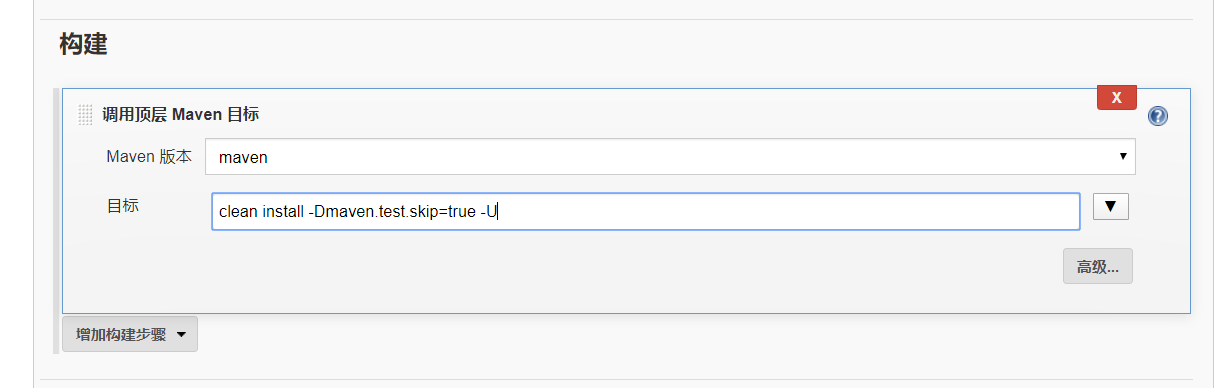 构建
X
调用顶层 Maven 目标
?
Maven 版本
maven
目标
clean install -Dmaven.test.skip=true -U
高级...
增加构建步骤